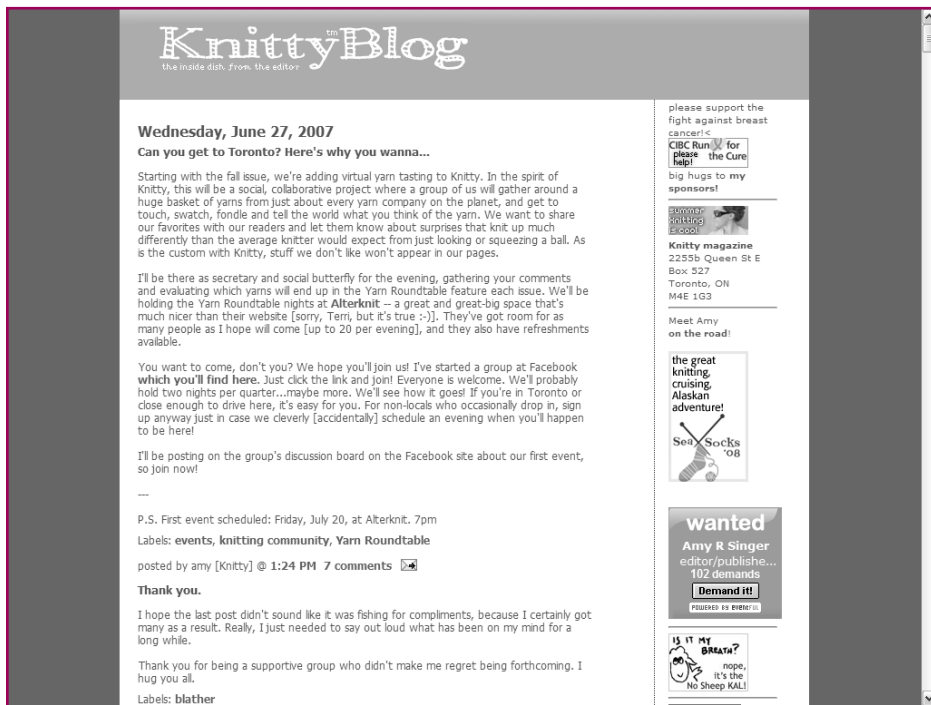 KnittyBlog™
the inside dish from the editor
Wednesday, June 27, 2007
Can you get to Toronto? Here's why you wanna...
Starting with the fall issue, we're adding virtual yarn tasting to Knitty. In the spirit of
Knitty, this will be a social, collaborative project where a group of us will gather around a
huge basket of yarns from just about every yarn company on the planet, and get to
touch, swatch, fondle and tell the world what you think of the yarn. We want to share
our favorites with our readers and let them know about surprises that knit up much
differently than the average knitter would expect from just looking or squeezing a ball. As
is the custom with Knitty, stuff we don't like won't appear in our pages.
I'll be there as secretary and social butterfly for the evening, gathering your comments
and evaluating which yarns will end up in the Yarn Roundtable feature each issue. We'll be
holding the Yarn Roundtable nights at Alterknit -- a great and great-big space that's
much nicer than their website [sorry, Terri, but it's true :-)]. They've got room for as
many people as I hope will come [up to 20 per evening], and they also have refreshments
available.
You want to come, don't you? We hope you'll join us! I've started a group at Facebook
which you'll find here. Just click the link and join! Everyone is welcome. We'll probably
hold two nights per quarter...maybe more. We'll see how it goes! If you're in Toronto or
close enough to drive here, it's easy for you. For non-locals who occasionally drop in, sign
up anyway just in case we cleverly [accidentally] schedule an evening when you'll happen
to be here!
I'll be posting on the group's discussion board on the Facebook site about our first event,
so join now!
---
P.S. First event scheduled: Friday, July 20, at Alterknit. 7pm
Labels: events, knitting community, Yarn Roundtable
posted by amy [Knitty] @ 1:24 PM 7 comments
Thank you.
I hope the last post didn't sound like it was fishing for compliments, because I certainly got
many as a result. Really, I just needed to say out loud what has been on my mind for a
long while.
Thank you for being a supportive group who didn't make me regret being forthcoming. I
hug you all.
Labels: blather
please support the
fight against breast
cancer!<
CIBC Run for
please the Cure
help!
big hugs to my
sponsors!
summer
knitting
is cool
Knitty magazine
2255b Queen St E
Box 527
Toronto, ON
M4E 1G3
Meet Amy
on the road!
the great
knitting,
cruising,
Alaskan
adventure!
Sea Socks
'08
wanted
Amy R Singer
editor/publishe...
102 demands
Demand it!
POWERED BY EVENTFUL
IS IT MY
BREATH?
nope,
it's the
No Sheep KAL!